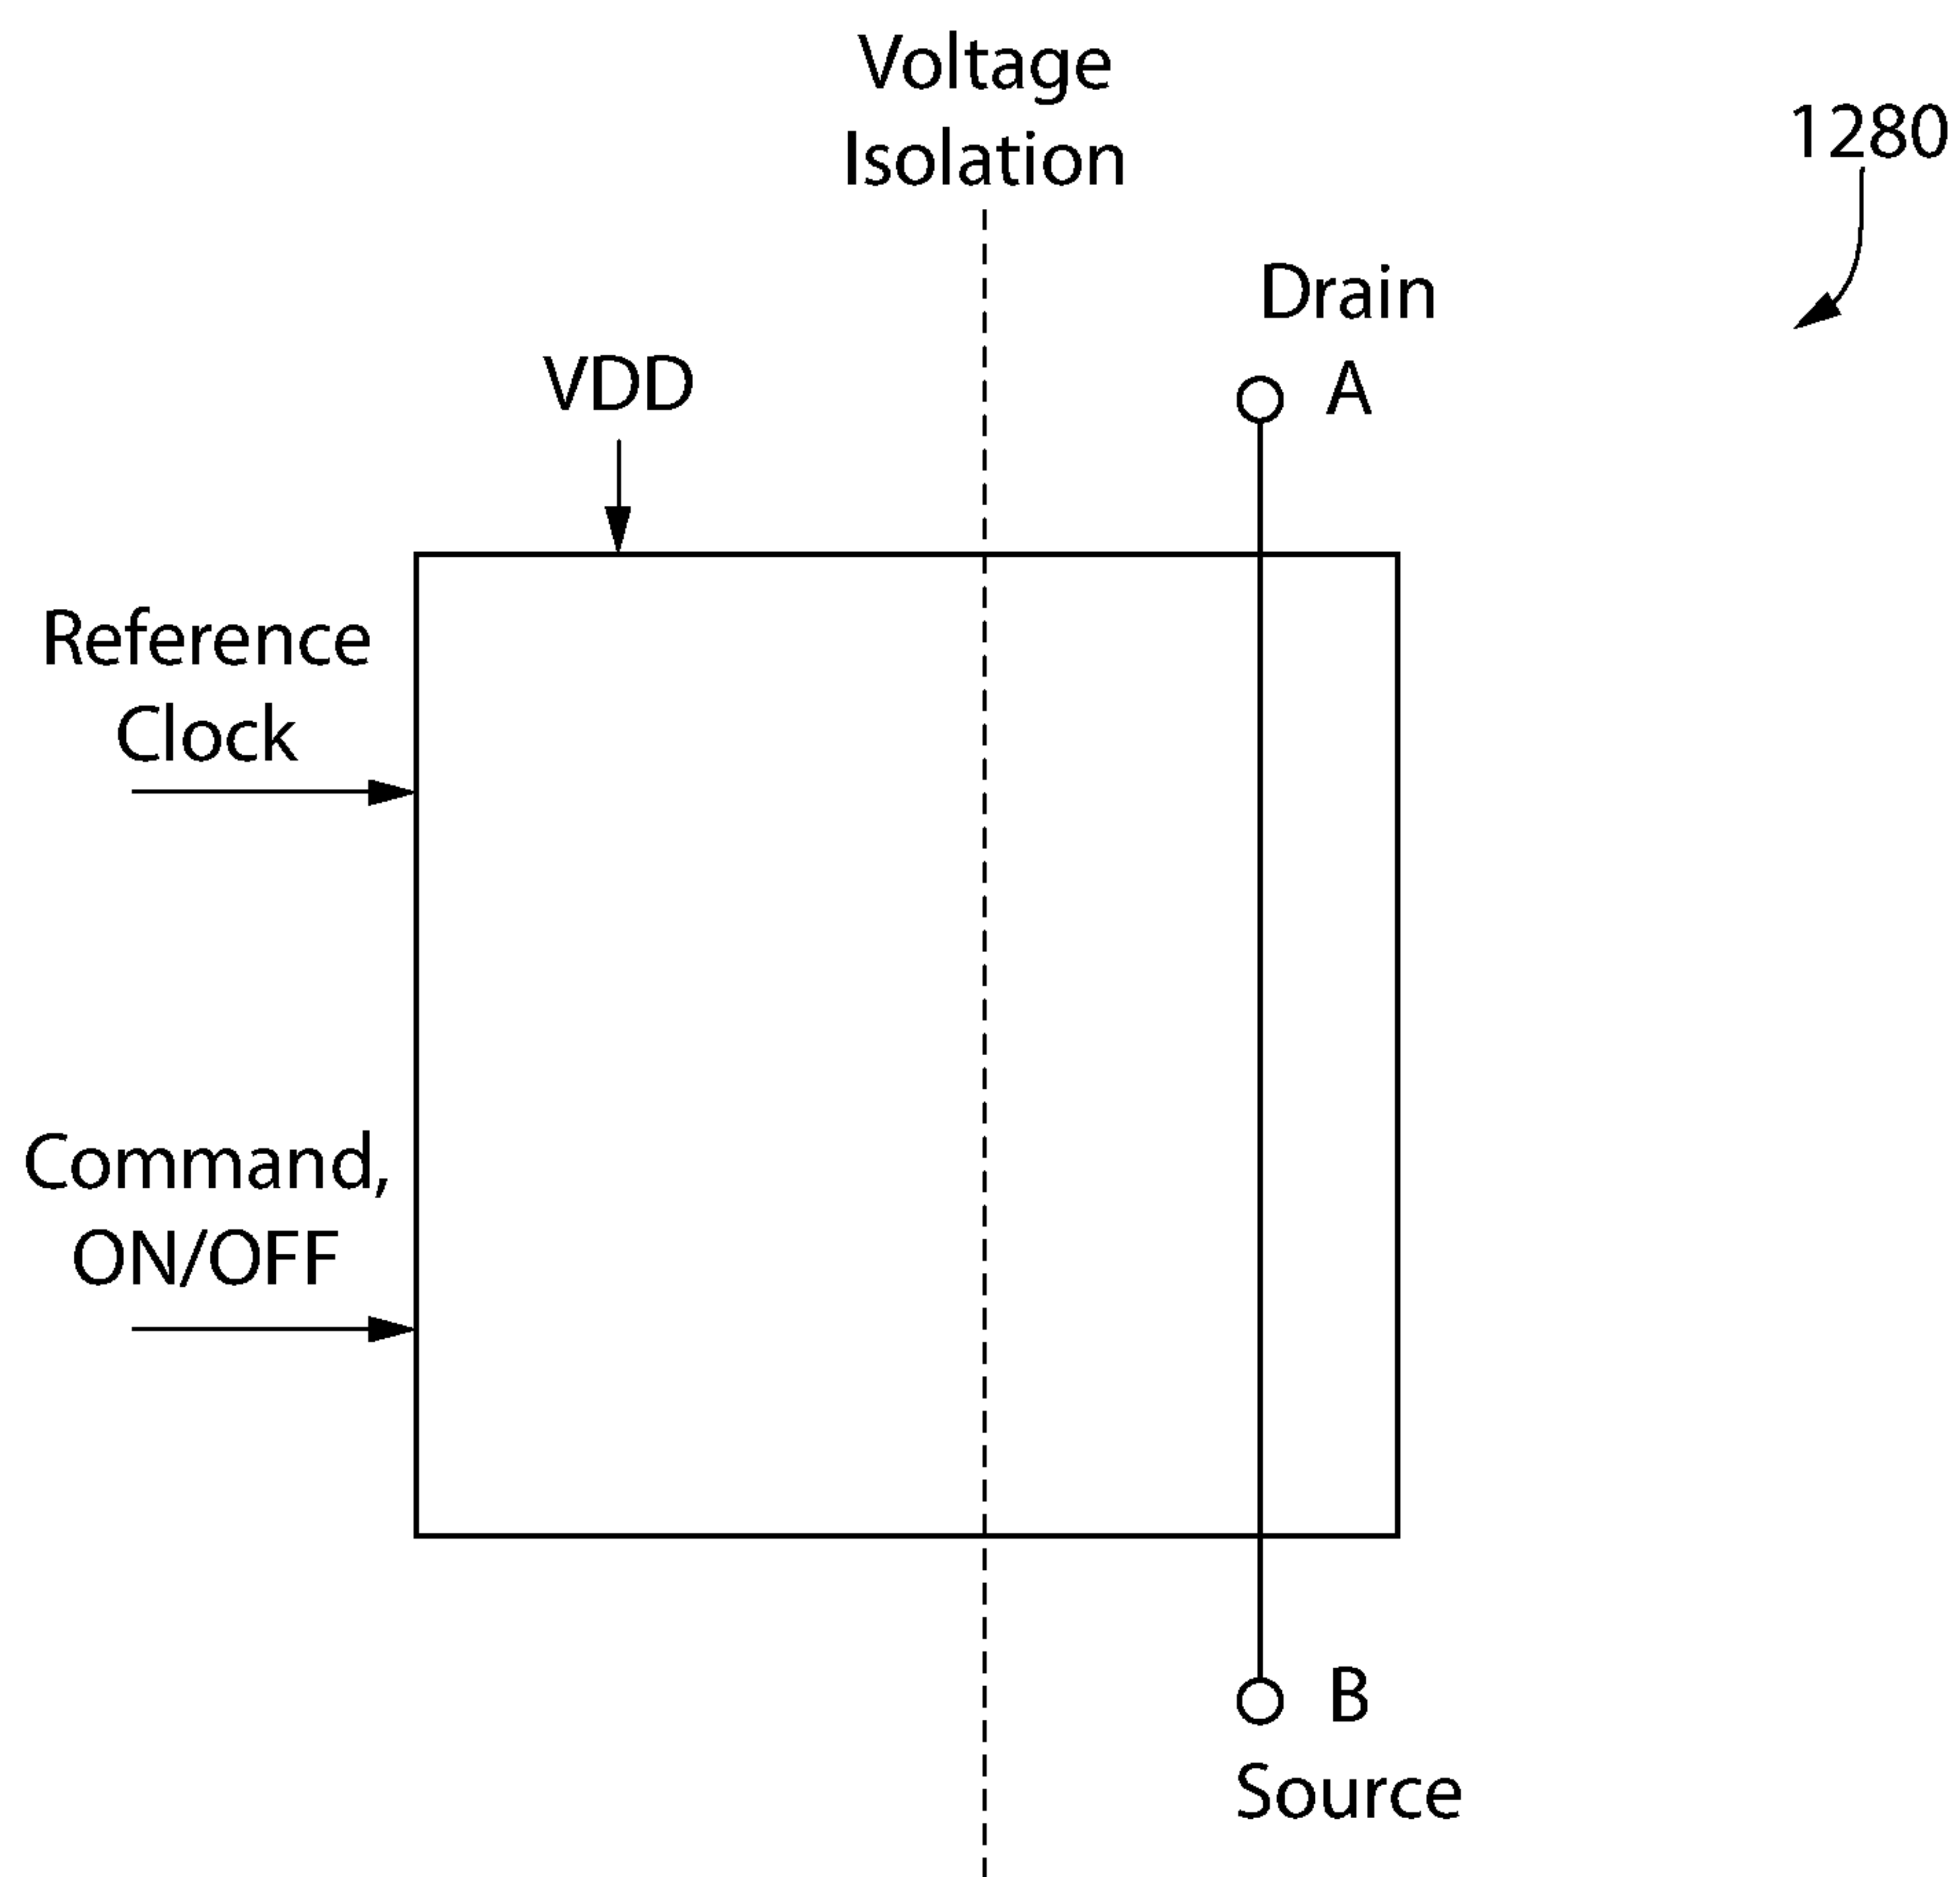 Voltage
Isolation
1280
Drain
A
VDD
Reference
Clock
Command,
ON/OFF
B
Source